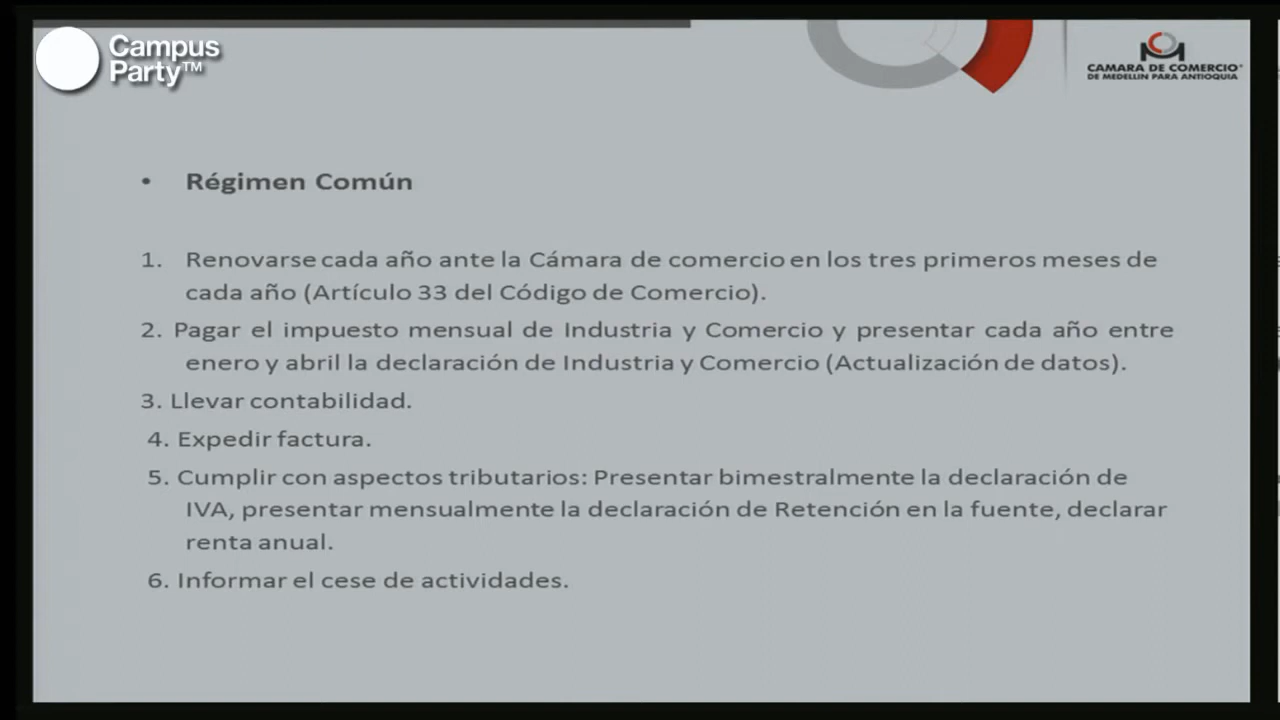 Campus
Party™
CAMARA DE COMERCIO
DE MEDELLIN PARA ANTIOQUIA
• Régimen Común
1. Renovarse cada año ante la Cámara de comercio en los tres primeros meses de
cada año (Artículo 33 del Código de Comercio).
2. Pagar el impuesto mensual de Industria y Comercio y presentar cada año entre
enero y abril la declaración de Industria y Comercio (Actualización de datos).
3. Llevar contabilidad.
4. Expedir factura.
5. Cumplir con aspectos tributarios: Presentar bimestralmente la declaración de
IVA, presentar mensualmente la declaración de Retención en la fuente, declarar
renta anual.
6. Informar el cese de actividades.